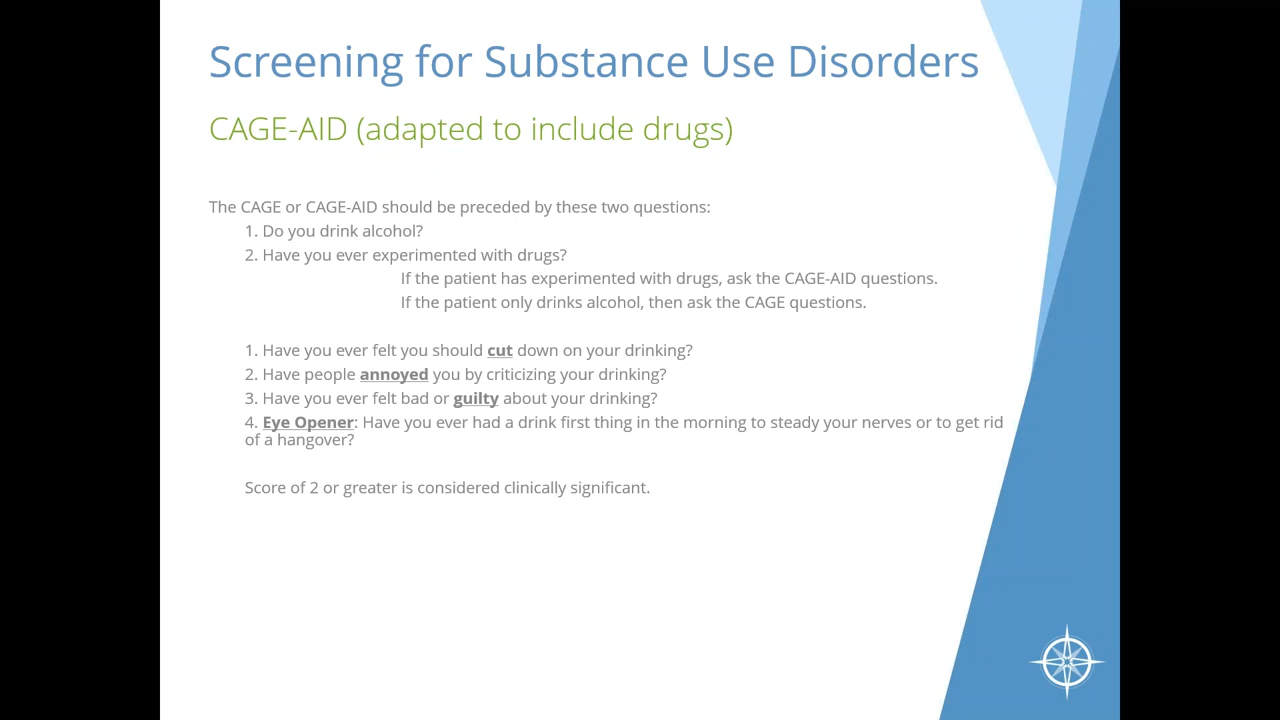 Screening for Substance Use Disorders
CAGE-AID (adapted to include drugs)
The CAGE or CAGE-AID should be preceded by these two questions:
1. Do you drink alcohol?
2. Have you ever experimented with drugs?
If the patient has experimented with drugs, ask the CAGE-AID questions.
If the patient only drinks alcohol, then ask the CAGE questions.
1. Have you ever felt you should cut down on your drinking?
2. Have people annoyed you by criticizing your drinking?
3. Have you ever felt bad or guilty about your drinking?
4. Eye Opener: Have you ever had a drink first thing in the morning to steady your nerves or to get rid
of a hangover?
Score of 2 or greater is considered clinically significant.